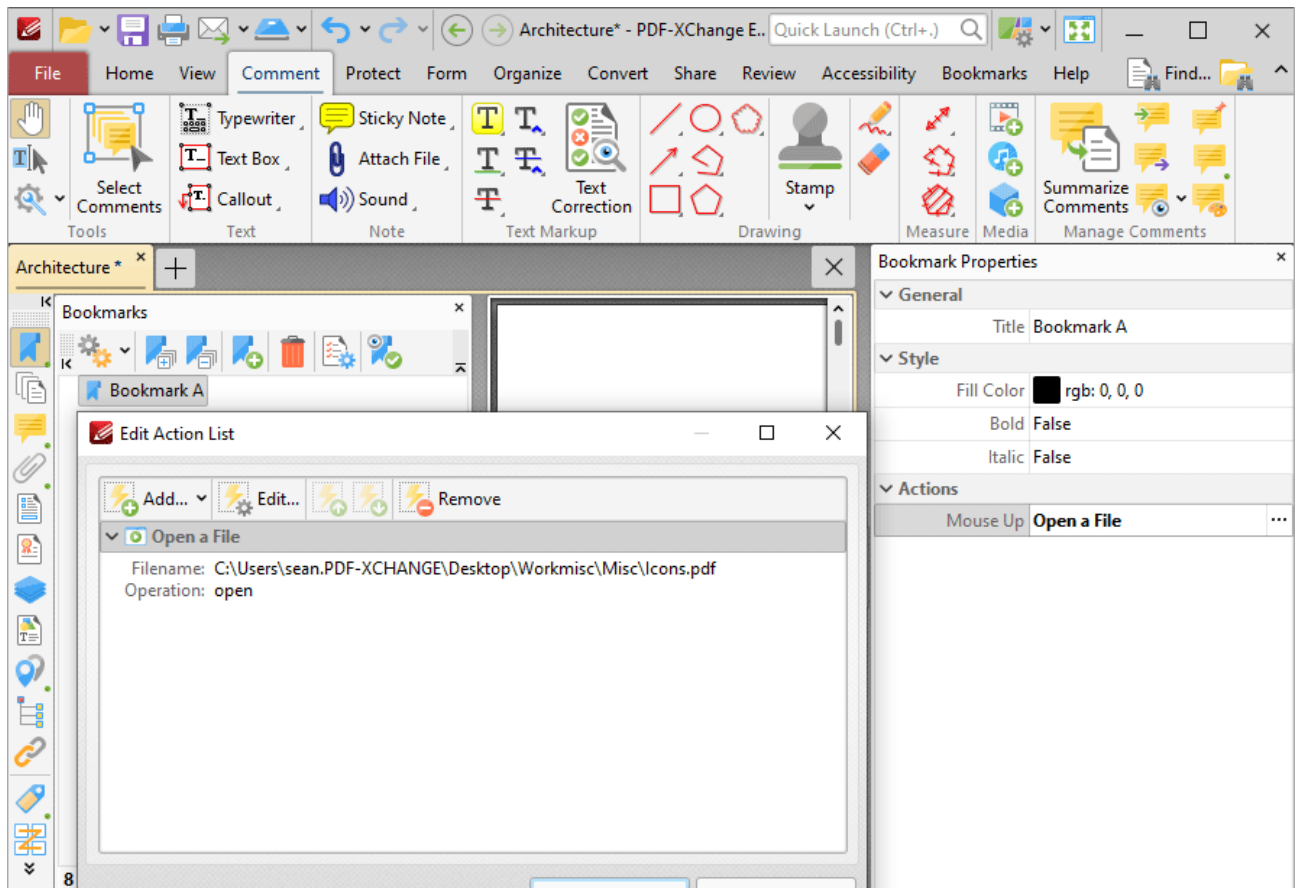 Architecture* - PDF-XChange E.. Quick Launch (Ctrl+.)
File Home View Comment Protect Form Organize Convert Share Review Accessibility Bookmarks Help Find...
Typewriter Sticky Note
Text Box Attach File
Select Comments Callout Sound Text Correction Stamp Summarize Comments
Tools Text Note Text Markup Drawing Measure Media Manage Comments
Architecture *
Bookmark Properties
Bookmarks
General
Title Bookmark A
Style
Bookmark A
Fill Color rgb: 0, 0, 0
Bold False
Edit Action List
Italic False
Actions
Add... Edit... Remove
Mouse Up Open a File ...
Open a File
Filename: C:\Users\sean.PDF-XCHANGE\Desktop\Workmisc\Misc\Icons.pdf
Operation: open
8